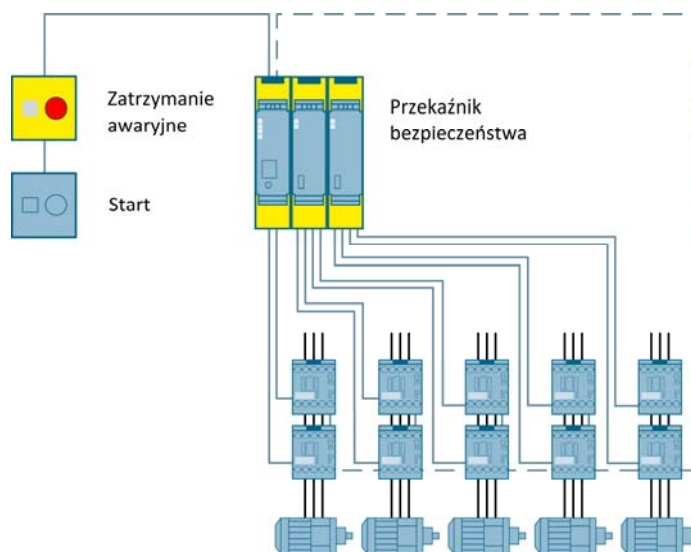 Zatrzymanie
awaryjne
Przekaźnik
bezpieczeństwa
Start